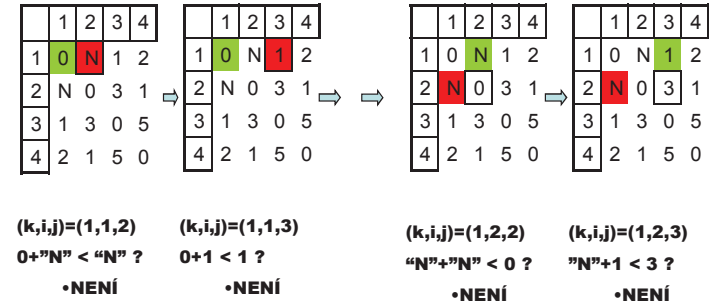 1 2 3 4
1 0 N 1 2
2 N 0 3 1
3 1 3 0 5
4 2 1 5 0
(k,i,j)=(1,1,2)
0+”N” < “N” ?
•NENÍ
1 2 3 4
1 0 N 1 2
2 N 0 3 1
3 1 3 0 5
4 2 1 5 0
(k,i,j)=(1,1,3)
0+1 < 1 ?
•NENÍ
1 2 3 4
1 0 N 1 2
2 N 0 3 1
3 1 3 0 5
4 2 1 5 0
(k,i,j)=(1,2,2)
“N”+”N” < 0 ?
•NENÍ
1 2 3 4
1 0 N 1 2
2 N 0 3 1
3 1 3 0 5
4 2 1 5 0
(k,i,j)=(1,2,3)
”N”+1 < 3 ?
•NENÍ